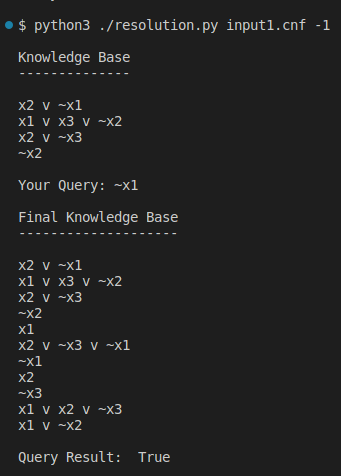 $ python3 ./resolution.py input1.cnf -1
Knowledge Base
--------------
x2 v ~x1
x1 v x3 v ~x2
x2 v ~x3
~x2
Your Query: ~x1
Final Knowledge Base
--------------------
x2 v ~x1
x1 v x3 v ~x2
x2 v ~x3
~x2
x1
x2 v ~x3 v ~x1
~x1
x2
~x3
x1 v x2 v ~x3
x1 v ~x2
Query Result:  True